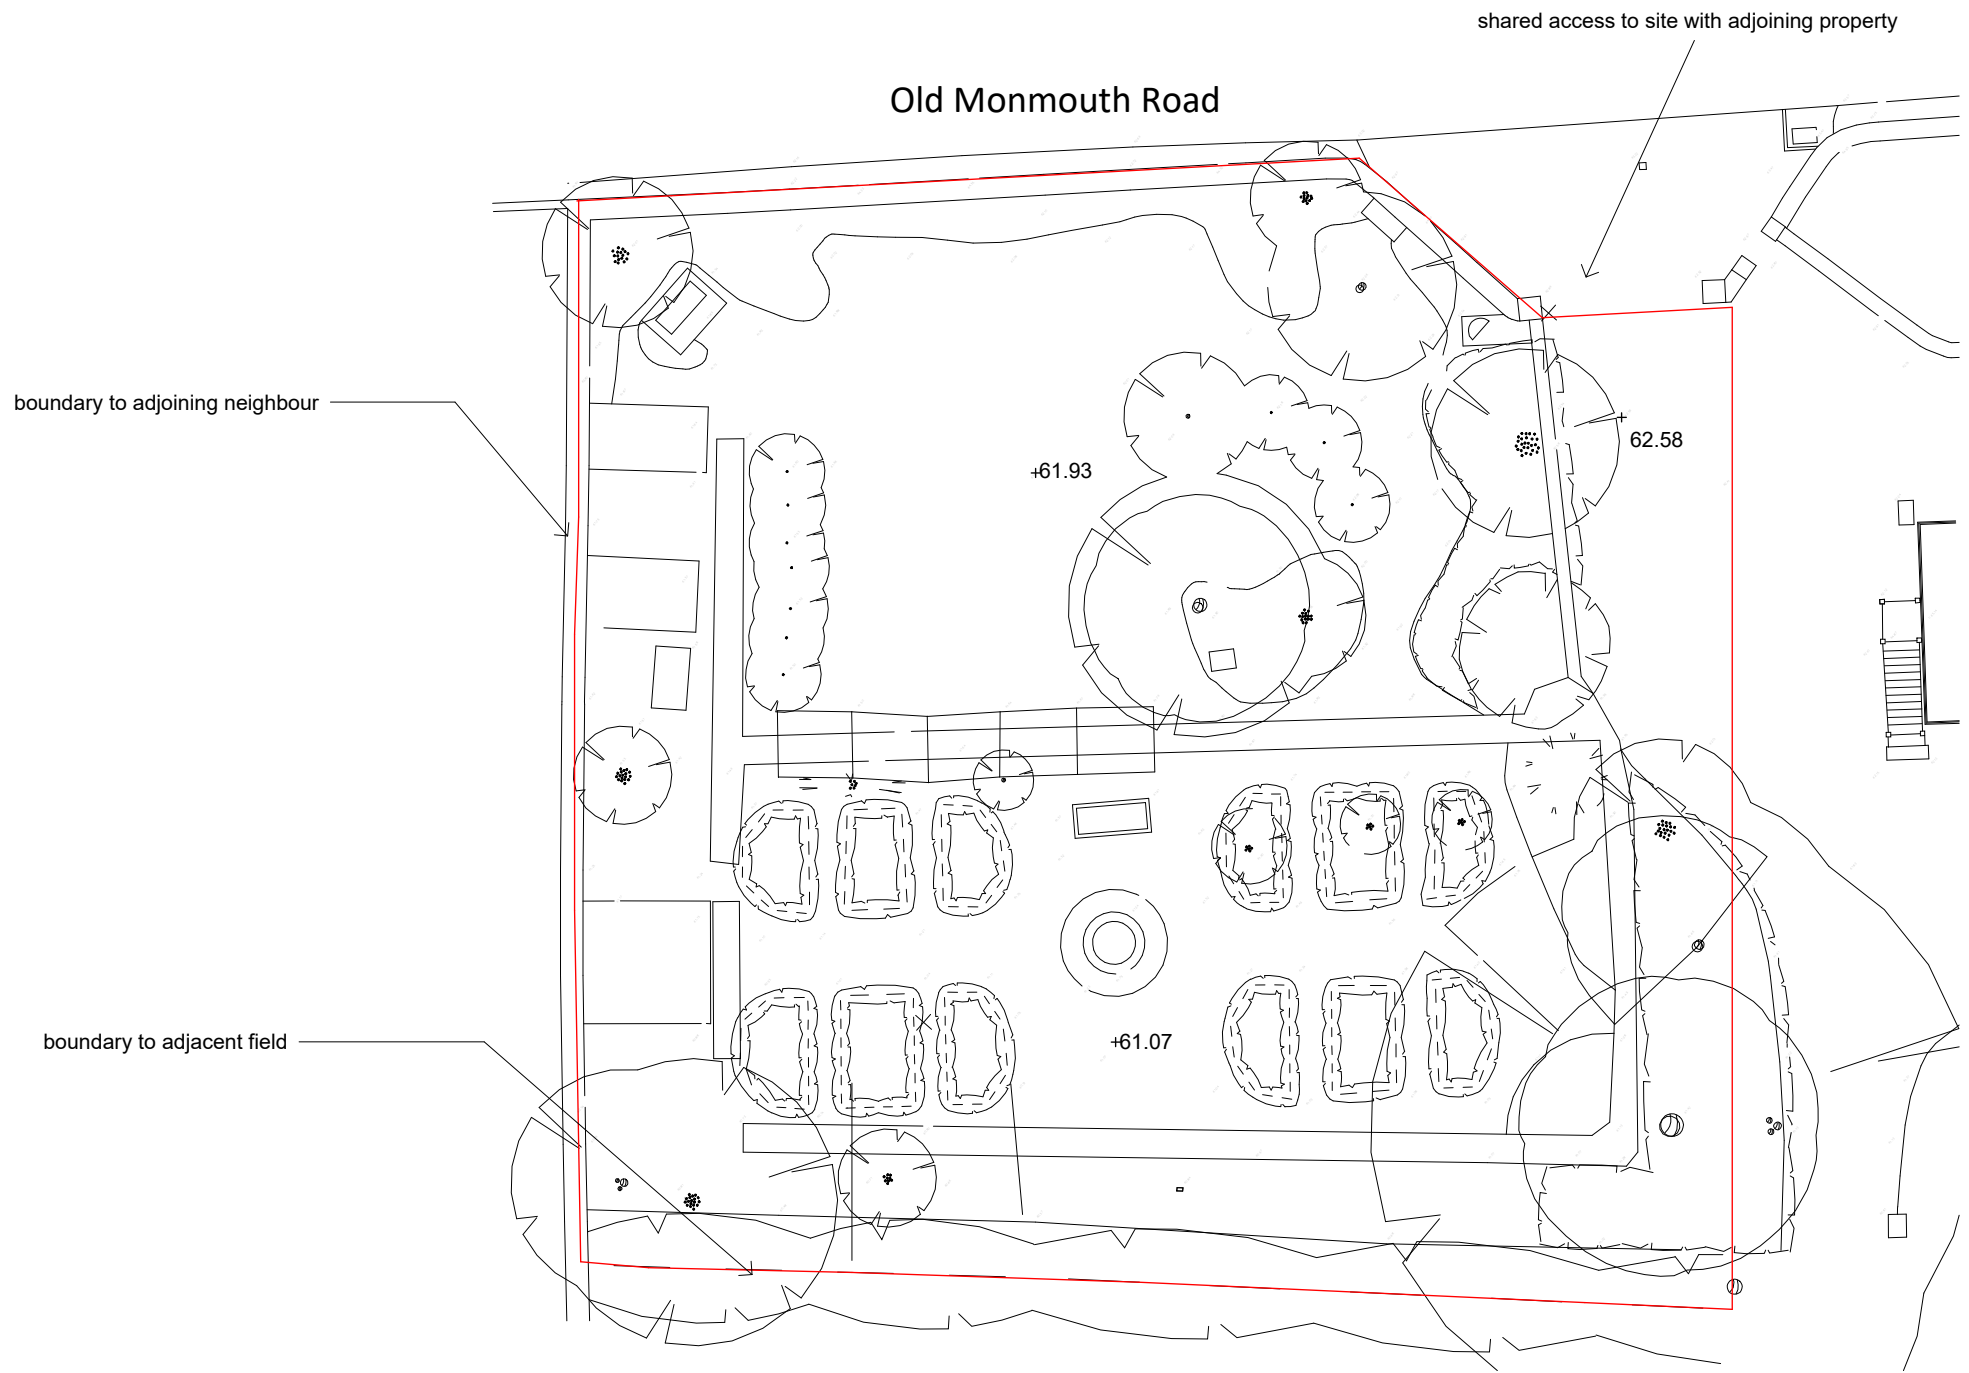 shared access to site with adjoining property
Old Monmouth Road
boundary to adjoining neighbour
62.58
+61.93
boundary to adjacent field
+61.07